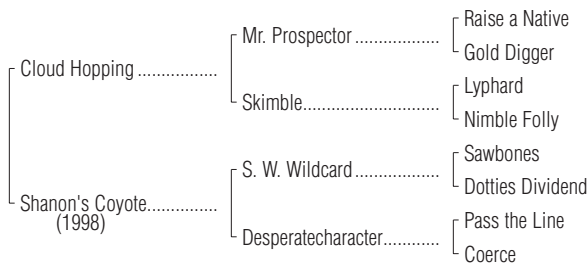 Raise a Native
Mr. Prospector ..................
Gold Digger
Cloud Hopping .................
Lyphard
Skimble.............................
Nimble Folly
Sawbones
S. W. Wildcard ..................
Dotties Dividend
Shanon's Coyote...............
(1998)
Pass the Line
Desperatecharacter............
Coerce